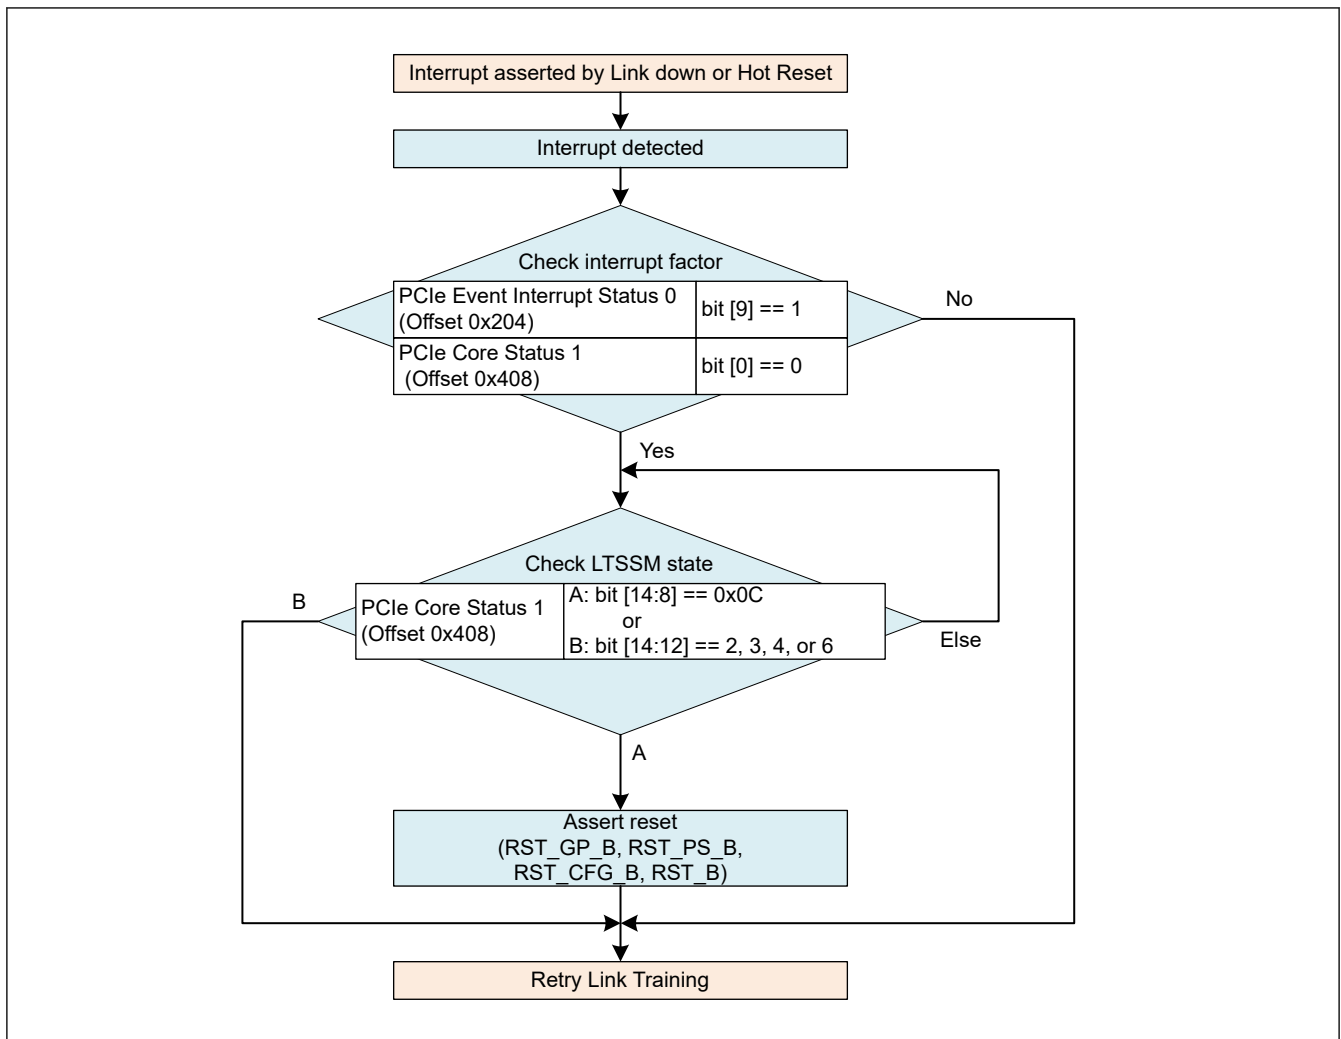 Interrupt asserted by Link down or Hot Reset
Interrupt detected
Check interrupt factor
PCIe Event Interrupt Status 0
(Offset 0x204)
bit [9] == 1
PCIe Core Status 1
(Offset 0x408)
bit [0] == 0
No
Yes
Check LTSSM state
PCIe Core Status 1
(Offset 0x408)
A: bit [14:8] == 0x0C
or
B: bit [14:12] == 2, 3, 4, or 6
B
Else
A
Assert reset
(RST_GP_B, RST_PS_B,
RST_CFG_B, RST_B)
Retry Link Training